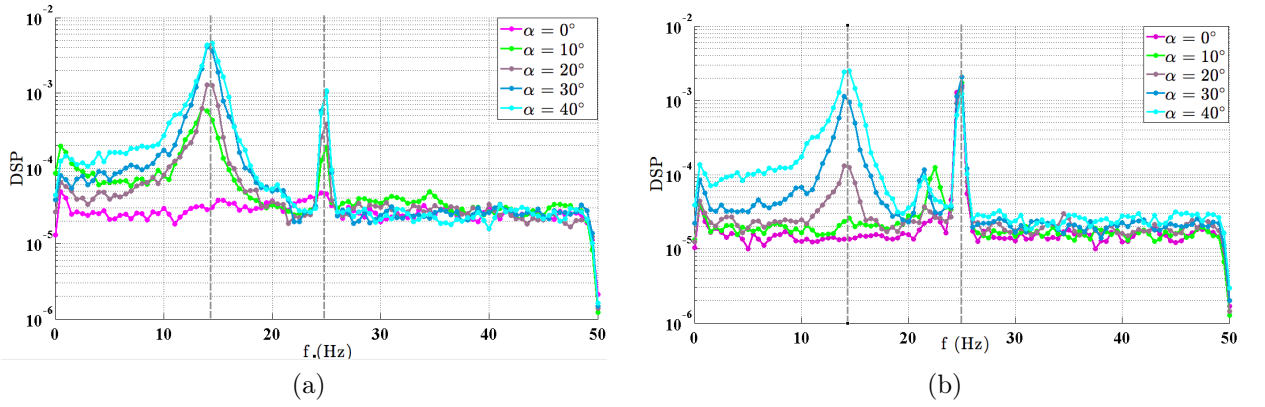 10⁻²
10⁻³
10⁻⁴
10⁻⁵
10⁻⁶
DSP
0 10 20 30 40 50
f (Hz)
α = 0°
α = 10°
α = 20°
α = 30°
α = 40°
(a)
10⁻²
10⁻³
10⁻⁴
10⁻⁵
10⁻⁶
DSP
0 10 20 30 40 50
f (Hz)
α = 0°
α = 10°
α = 20°
α = 30°
α = 40°
(b)